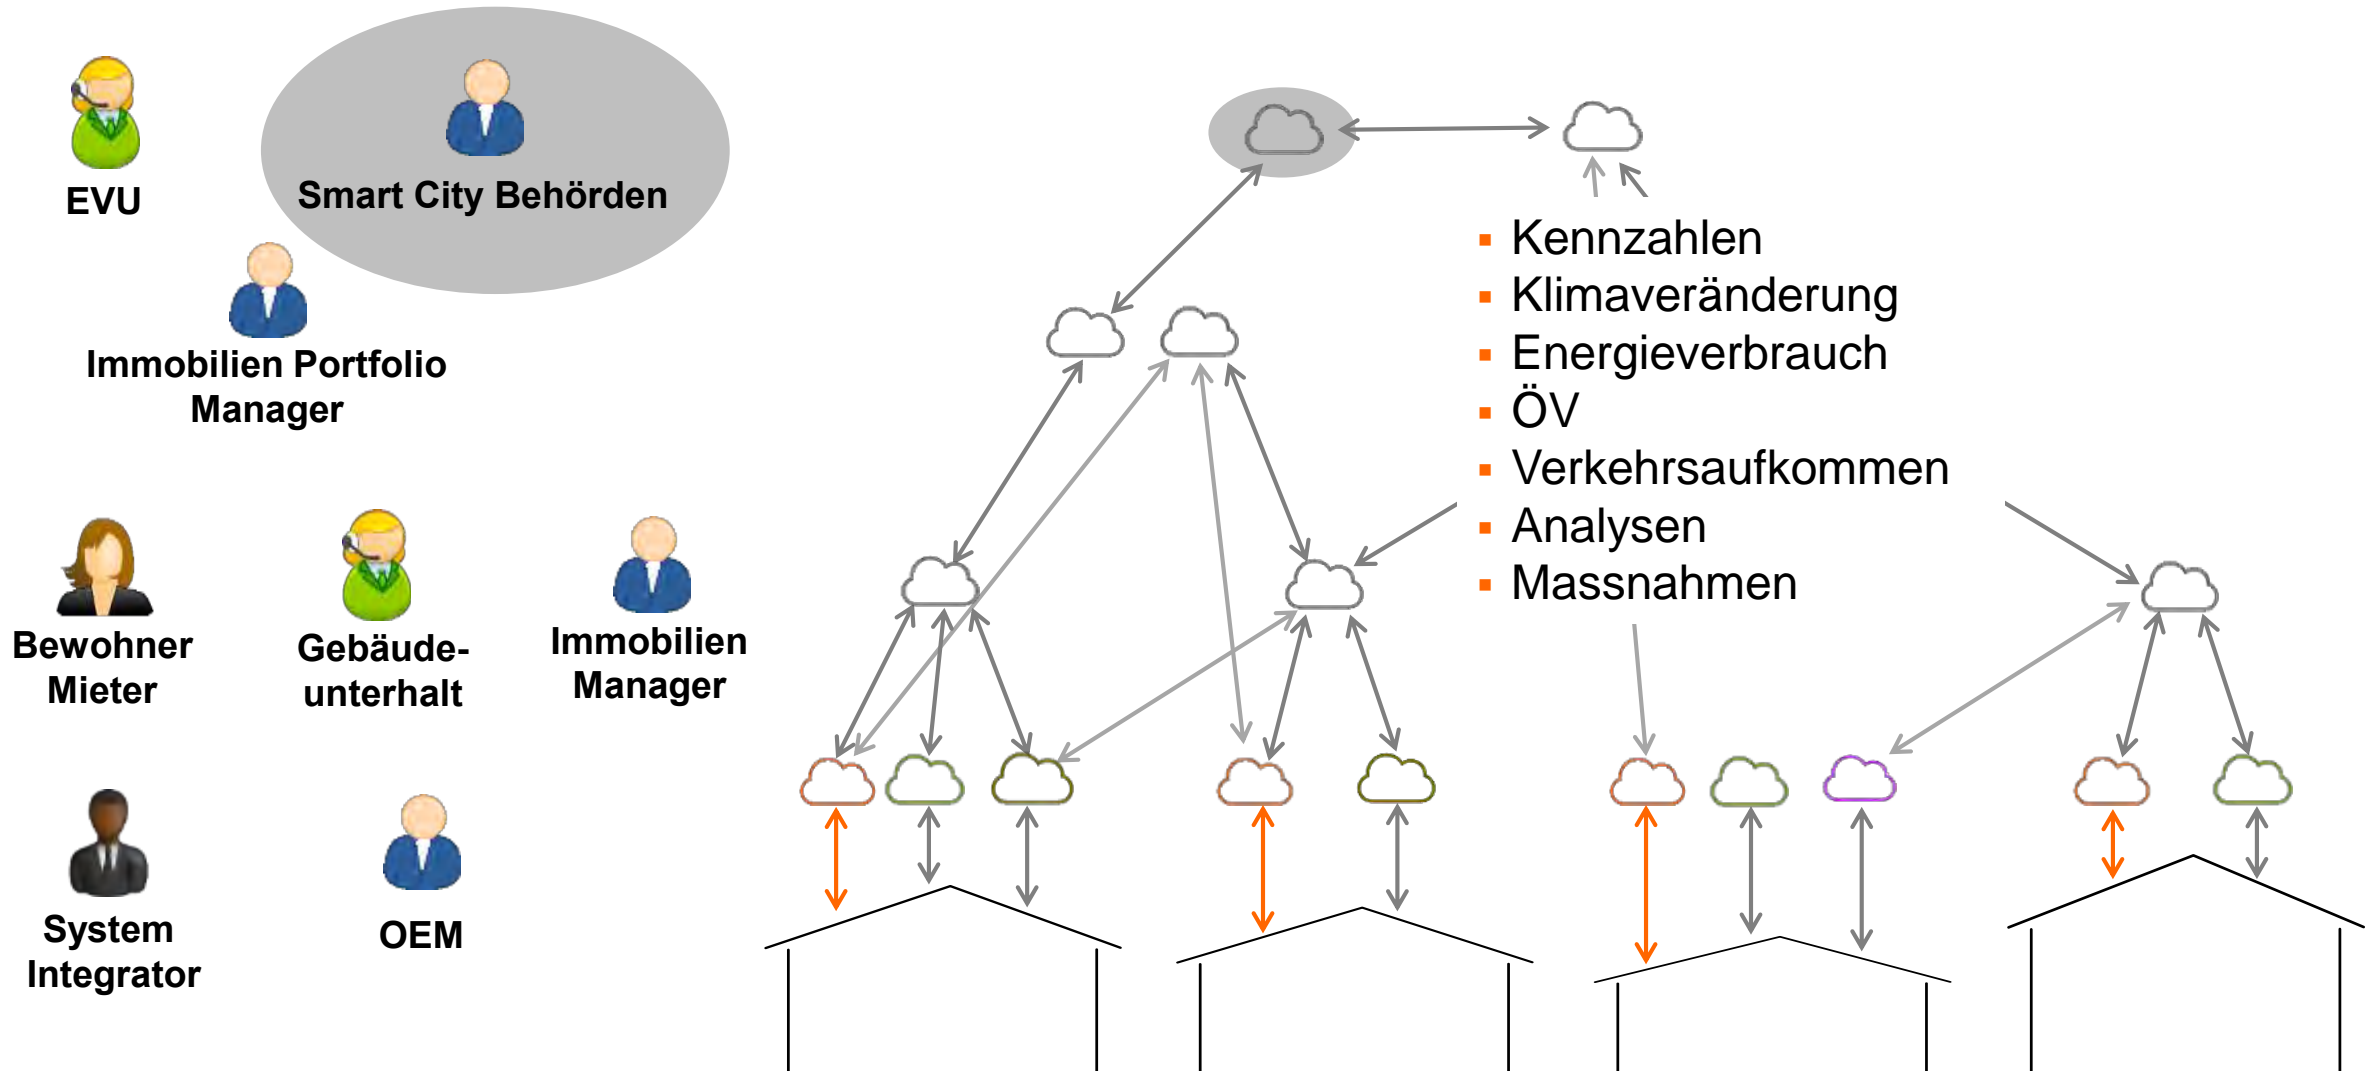 EVU
Smart City Behörden
Immobilien Portfolio
Manager
Bewohner
Mieter
Gebäude-
unterhalt
Immobilien
Manager
System
Integrator
OEM
Kennzahlen
Klimaveränderung
Energieverbrauch
ÖV
Verkehrsaufkommen
Analysen
Massnahmen